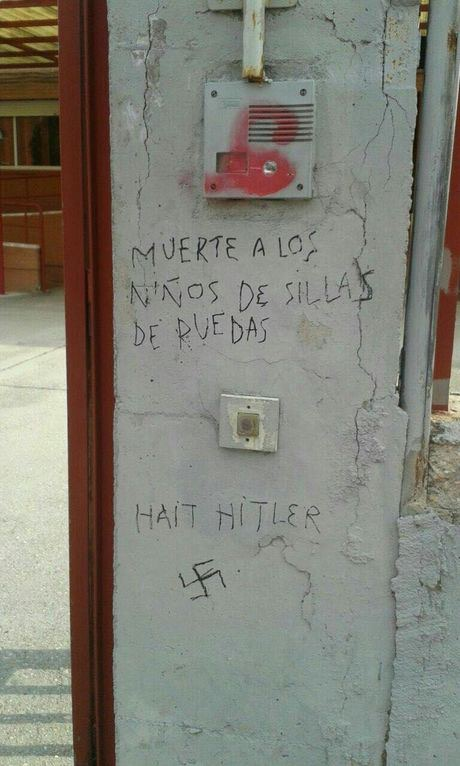 MUERTE A LOS
NIÑOS DE SILLAS
DE RUEDAS
HAIT HITLER